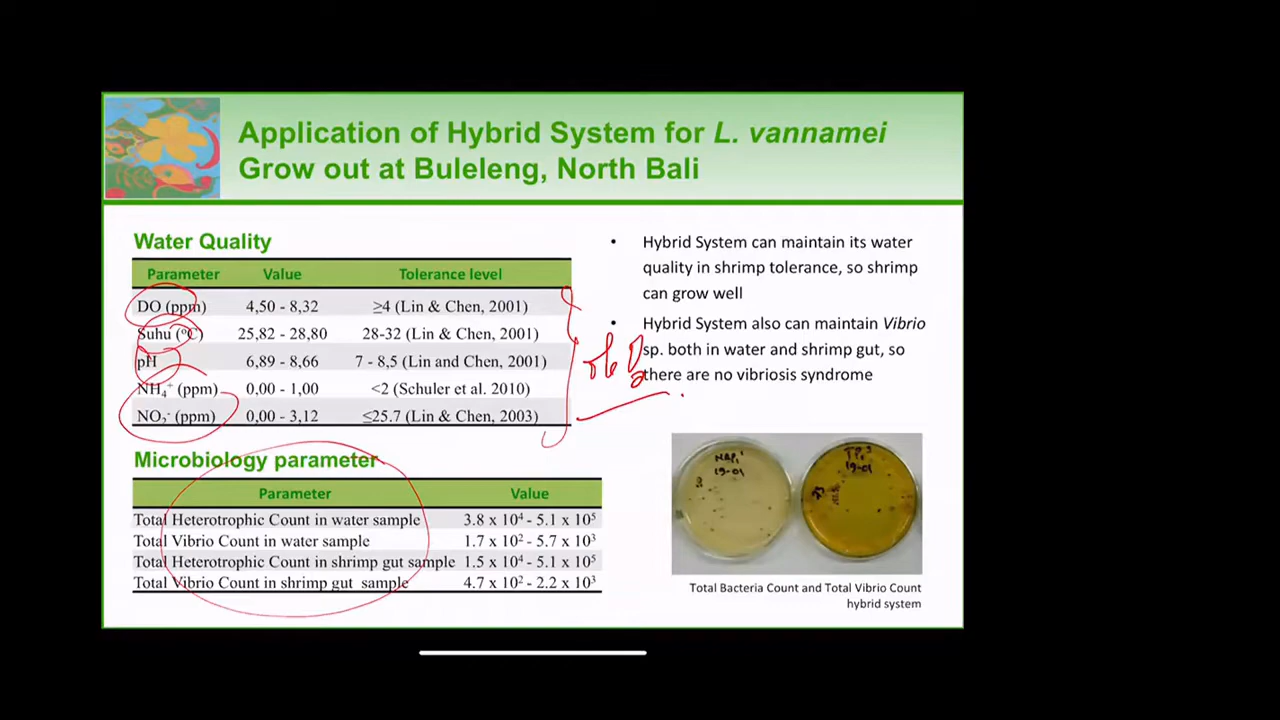 Application of Hybrid System for L. vannamei
Grow out at Buleleng, North Bali
Water Quality
Parameter Value Tolerance level
DO (ppm) 4,50 - 8,32 ≥4 (Lin & Chen, 2001)
Suhu (°C) 25,82 - 28,80 28-32 (Lin & Chen, 2001)
pH 6,89 - 8,66 7 - 8,5 (Lin and Chen, 2001)
NH₄⁺ (ppm) 0,00 - 1,00 <2 (Schuler et al. 2010)
NO₂⁻ (ppm) 0,00 - 3,12 ≤25.7 (Lin & Chen, 2003)
Microbiology parameter
Parameter Value
Total Heterotrophic Count in water sample 3.8 x 10⁴ - 5.1 x 10⁵
Total Vibrio Count in water sample 1.7 x 10² - 5.7 x 10³
Total Heterotrophic Count in shrimp gut sample 1.5 x 10⁴ - 5.1 x 10⁵
Total Vibrio Count in shrimp gut sample 4.7 x 10² - 2.2 x 10³
• Hybrid System can maintain its water
quality in shrimp tolerance, so shrimp
can grow well
• Hybrid System also can maintain Vibrio
sp. both in water and shrimp gut, so
there are no vibriosis syndrome
19-01
19-01
Total Bacteria Count and Total Vibrio Count
hybrid system